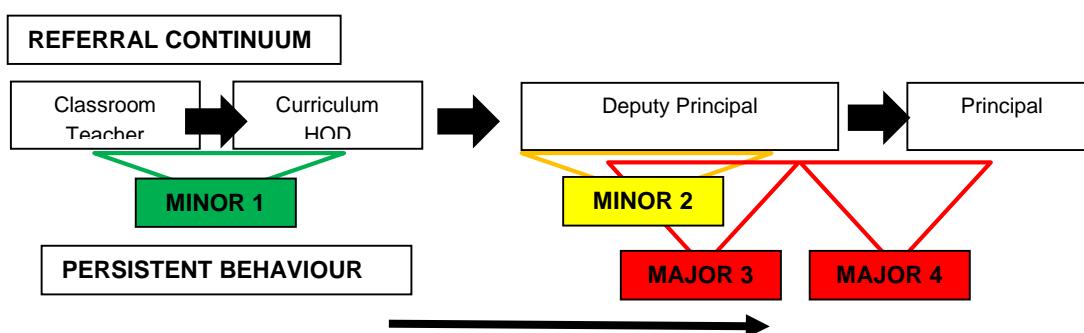 REFERRAL CONTINUUM
Classroom
Teacher
Curriculum
HOD
Deputy Principal
Principal
MINOR 1
MINOR 2
PERSISTENT BEHAVIOUR
MAJOR 3
MAJOR 4